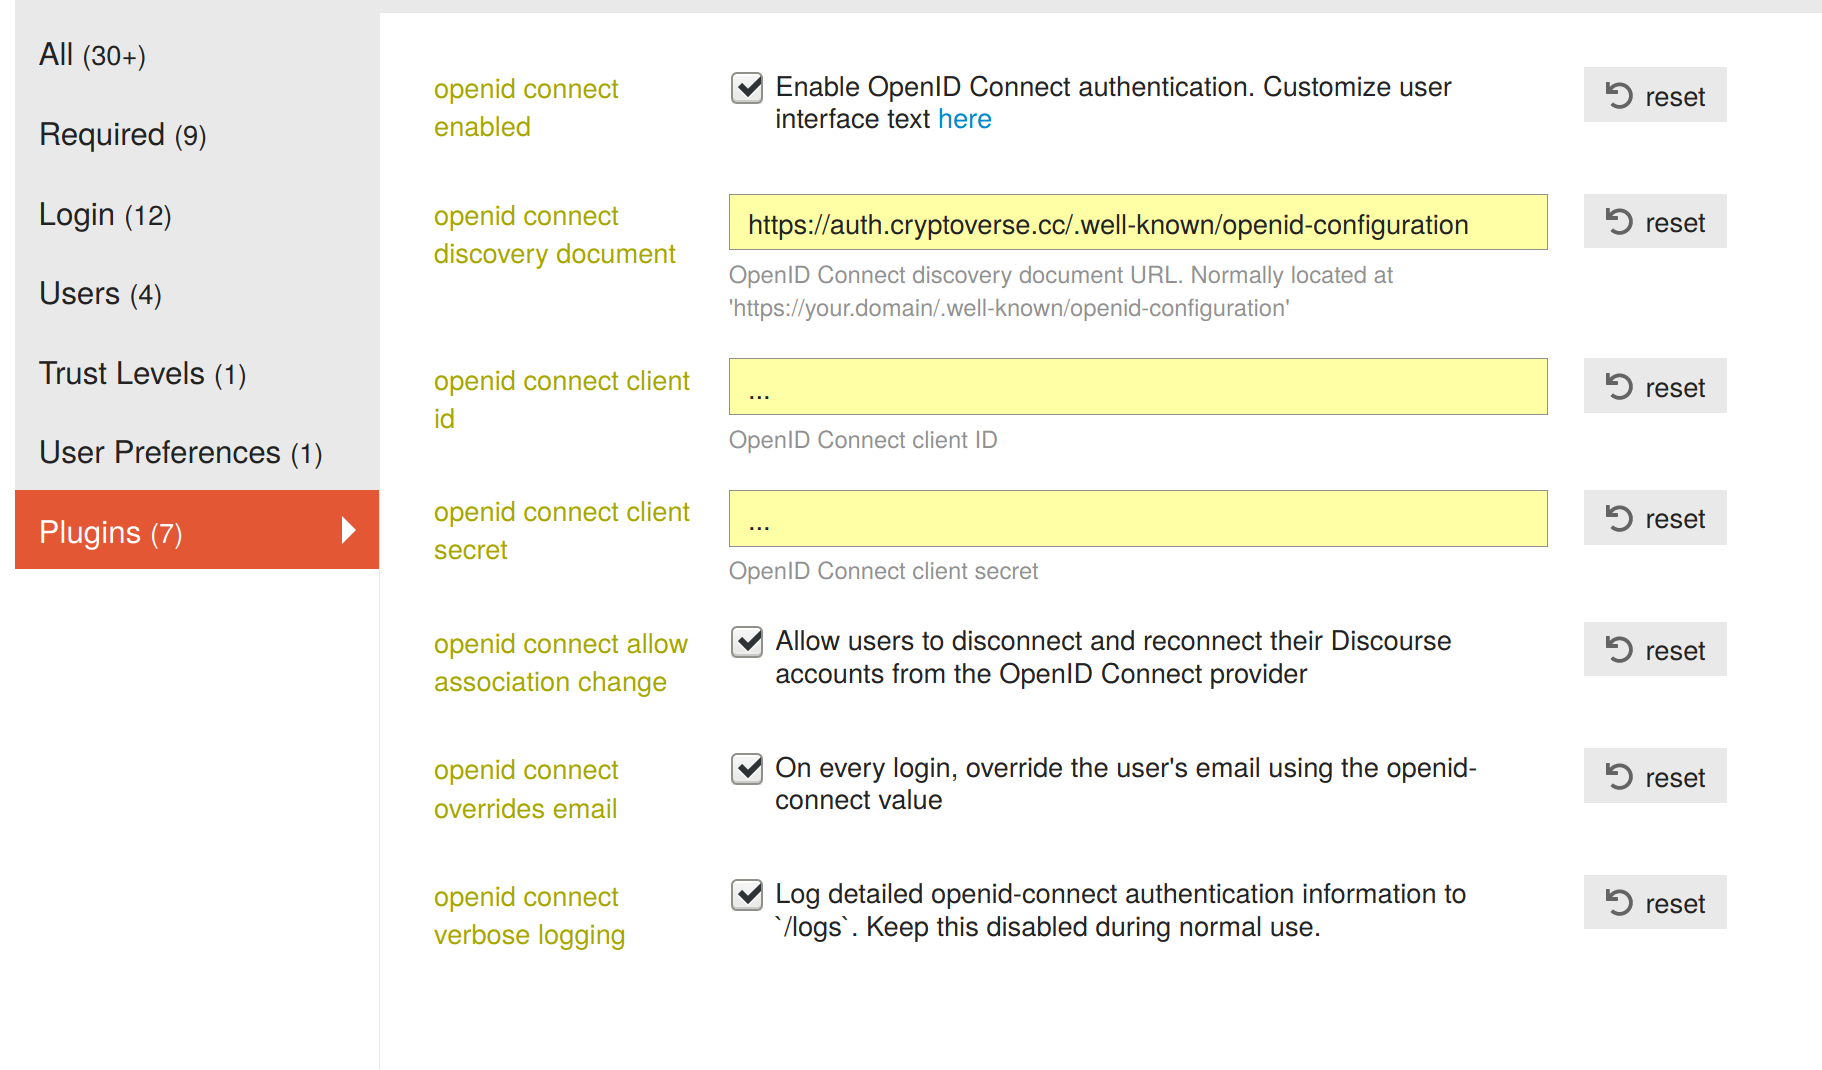 All (30+)
Required (9)
Login (12)
Users (4)
Trust Levels (1)
User Preferences (1)
Plugins (7)
openid connect
enabled
Enable OpenID Connect authentication. Customize user
interface text here
reset
openid connect
discovery document
https://auth.cryptoverse.cc/.well-known/openid-configuration
OpenID Connect discovery document URL. Normally located at
'https://your.domain/.well-known/openid-configuration'
reset
openid connect client
id
...
OpenID Connect client ID
reset
openid connect client
secret
...
OpenID Connect client secret
reset
openid connect allow
association change
Allow users to disconnect and reconnect their Discourse
accounts from the OpenID Connect provider
reset
openid connect
overrides email
On every login, override the user's email using the openid-
connect value
reset
openid connect
verbose logging
Log detailed openid-connect authentication information to
`/logs`. Keep this disabled during normal use.
reset